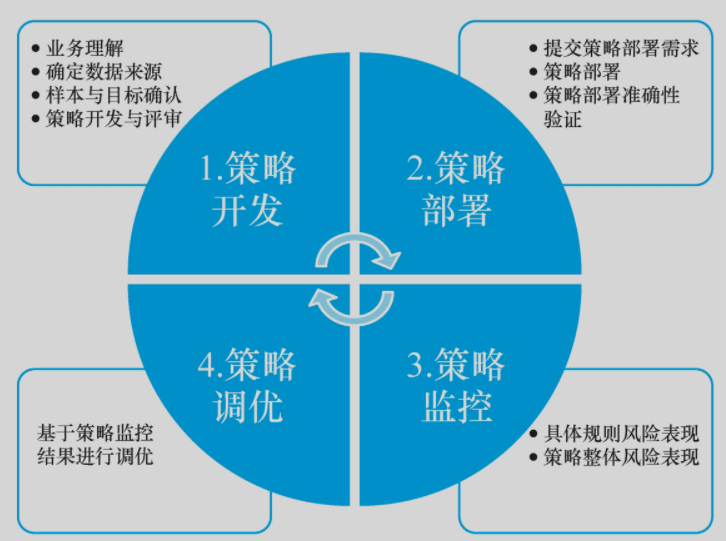 • 业务理解
• 确定数据来源
• 样本与目标确认
• 策略开发与评审
• 提交策略部署需求
• 策略部署
• 策略部署准确性
验证
1.策略
开发
2.策略
部署
4.策略
调优
3.策略
监控
基于策略监控
结果进行调优
• 具体规则风险表现
• 策略整体风险表现